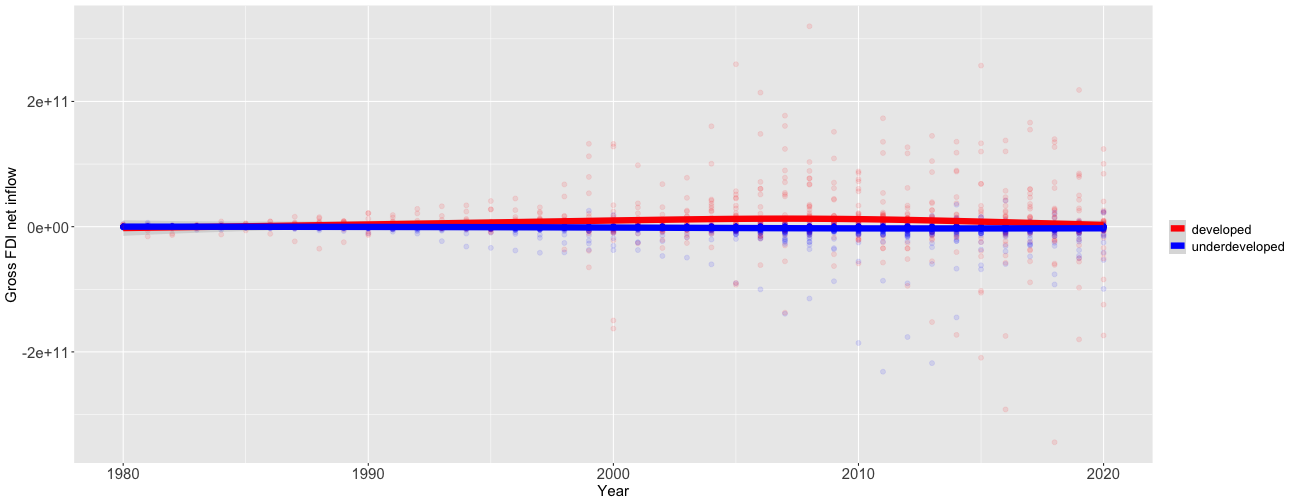 Gross FDI net inflow
2e+11
0e+00
-2e+11
1980 1990 2000 2010 2020
Year
developed
underdeveloped